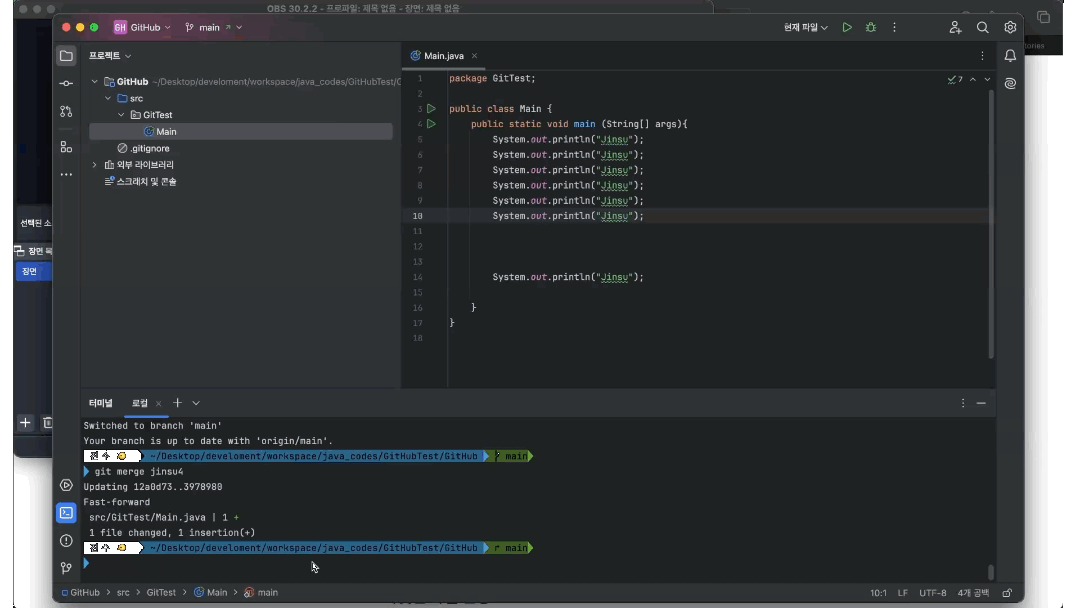 OBS 30.2.2 - 프로파일: 제목 없음 - 장면: 제목 없음
GH GitHub main 현재 파일
프로젝트 Main.java
GitHub ~/Desktop/develoment/workspace/java_codes/GitHubTest/G
src
GitTest
Main
.gitignore
외부 라이브러리
스크래치 및 콘솔
선택된 소
장면 목
장면
7
1 package GitTest;
2
3 public class Main {
4 public static void main (String[] args){
5 System.out.println("Jinsu");
6 System.out.println("Jinsu");
7 System.out.println("Jinsu");
8 System.out.println("Jinsu");
9 System.out.println("Jinsu");
10 System.out.println("Jinsu");
11
12
13
14 System.out.println("Jinsu");
15
16 }
17 }
18
터미널 로컬
Switched to branch 'main'
Your branch is up to date with 'origin/main'.
~/Desktop/develoment/workspace/java_codes/GitHubTest/GitHub main
git merge jinsu4
Updating 12a0d73..3978980
Fast-forward
src/GitTest/Main.java | 1 +
1 file changed, 1 insertion(+)
~/Desktop/develoment/workspace/java_codes/GitHubTest/GitHub main
GitHub > src > GitTest > Main > main 10:1 LF UTF-8 4개 공백